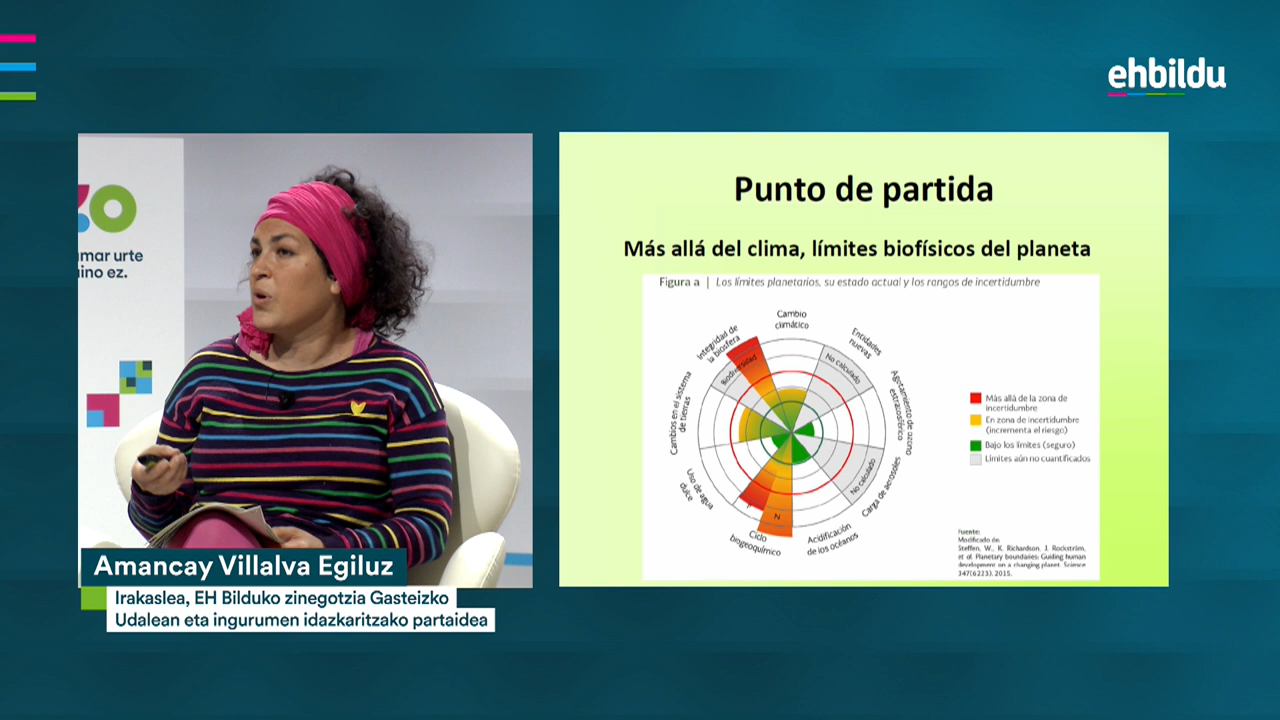 ehbildu
mar urte
ino ez.
Amancay Villalva Egiluz
Irakaslea, EH Bilduko zinegotzia Gasteizko
Udalean eta ingurumen idazkaritzako partaidea
Punto de partida
Más allá del clima, límites biofísicos del planeta
Figura a | Los límites planetarios, su estado actual y los rangos de incertidumbre
Cambio
climático
Entidades
nuevas
Agotamiento de ozono
estratosférico
Carga de aerosoles
Acidificación
de los océanos
Ciclo
biogeoquímico
Uso de agua
dulce
Cambios en el sistema
de tierras
Integridad de
la biosfera
Biodiversidad
No calculado
No calculado
P
N
Más allá de la zona de
incertidumbre
En zona de incertidumbre
(incrementa el riesgo)
Bajo los límites (seguro)
Límites aún no cuantificados
Fuente:
Modificado de:
Steffen, W., K. Richardson, J. Rockström,
et al. Planetary boundaries: Guiding human
development on a changing planet. Science
347(6223). 2015.